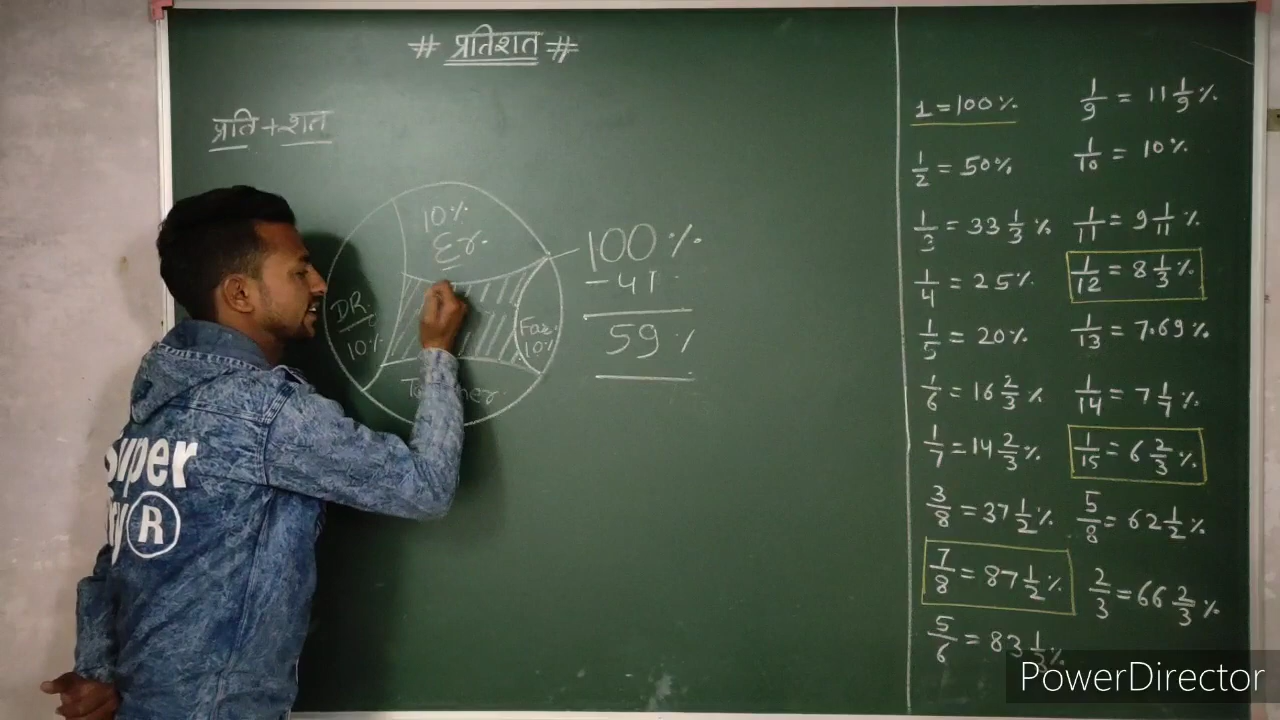 # प्रतिशत #
प्रति + शत
10%
Er.
DR.
10%
Far.
10%
100%
- 41
59%
1 = 100%
1/2 = 50%
1/3 = 33 1/3 %
1/4 = 25%
1/5 = 20%
1/6 = 16 2/3 %
1/7 = 14 2/3 %
3/8 = 37 1/2 %
7/8 = 87 1/2 %
5/6 = 83 1/3 %
1/9 = 11 1/9 %
1/10 = 10%
1/11 = 9 1/11 %
1/12 = 8 1/3 %
1/13 = 7.69%
1/14 = 7 1/7 %
1/15 = 6 2/3 %
5/8 = 62 1/2 %
2/3 = 66 2/3 %
Super
ry®
PowerDirector